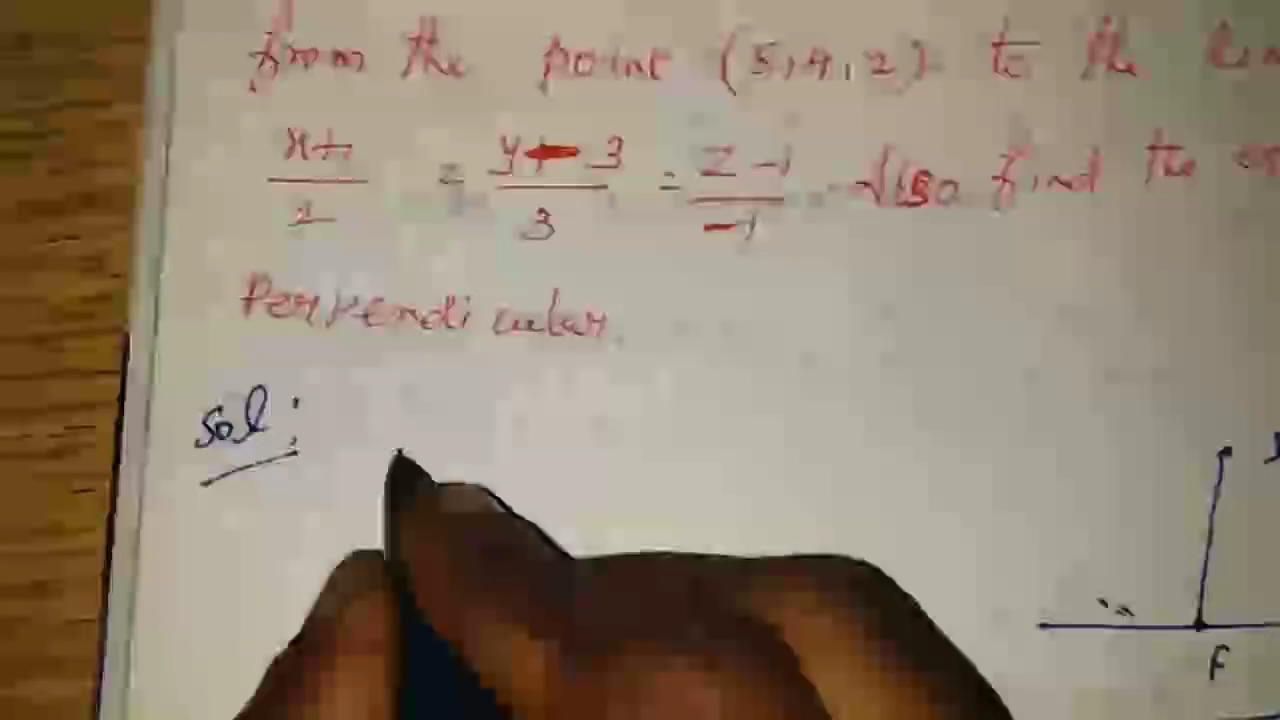 from the point (5,4,2) to the
x+1 = y - 3 = z-1 Also find the
2 3 -1
Perpendicular.
Sol:
F